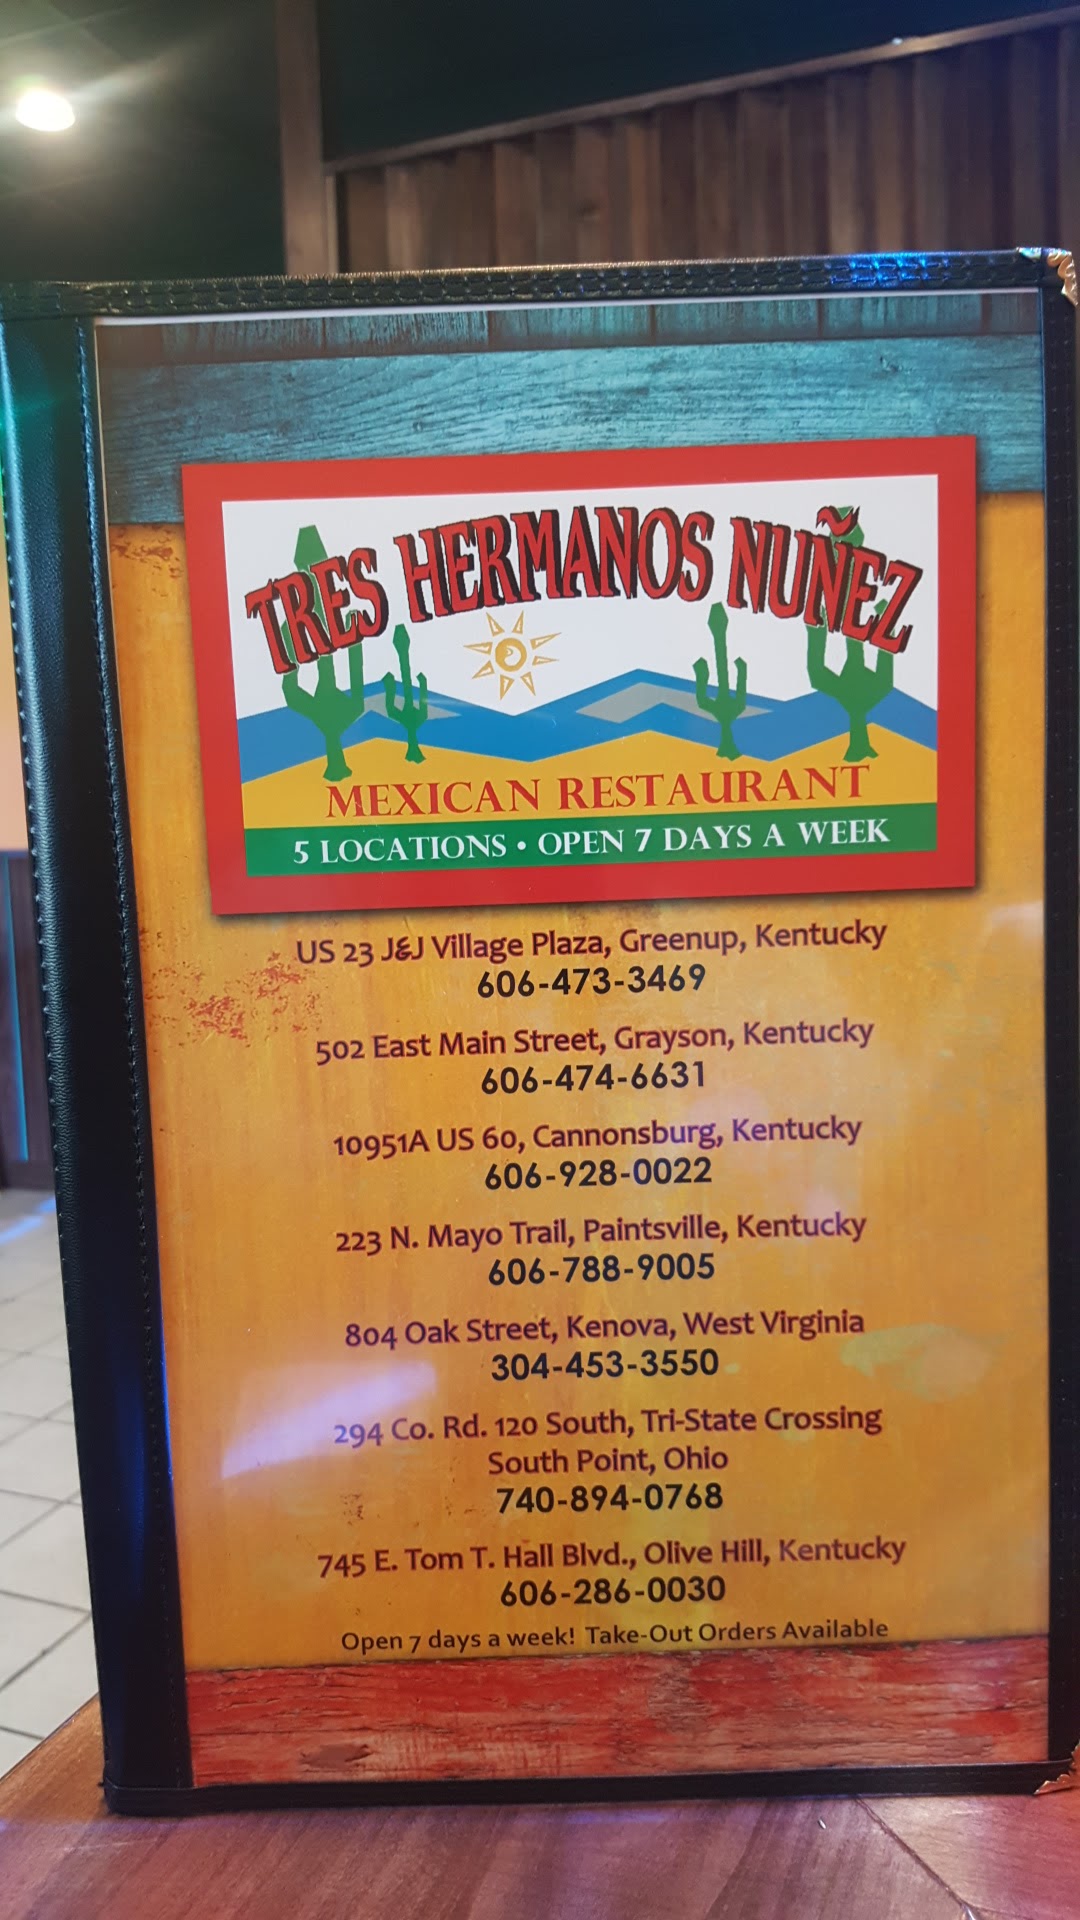 TRES HERMANOS NUÑEZ
MEXICAN RESTAURANT
5 LOCATIONS • OPEN 7 DAYS A WEEK
US 23 J&J Village Plaza, Greenup, Kentucky
606-473-3469
502 East Main Street, Grayson, Kentucky
606-474-6631
10951A US 60, Cannonsburg, Kentucky
606-928-0022
223 N. Mayo Trail, Paintsville, Kentucky
606-788-9005
804 Oak Street, Kenova, West Virginia
304-453-3550
294 Co. Rd. 120 South, Tri-State Crossing
South Point, Ohio
740-894-0768
745 E. Tom T. Hall Blvd., Olive Hill, Kentucky
606-286-0030
Open 7 days a week! Take-Out Orders Available